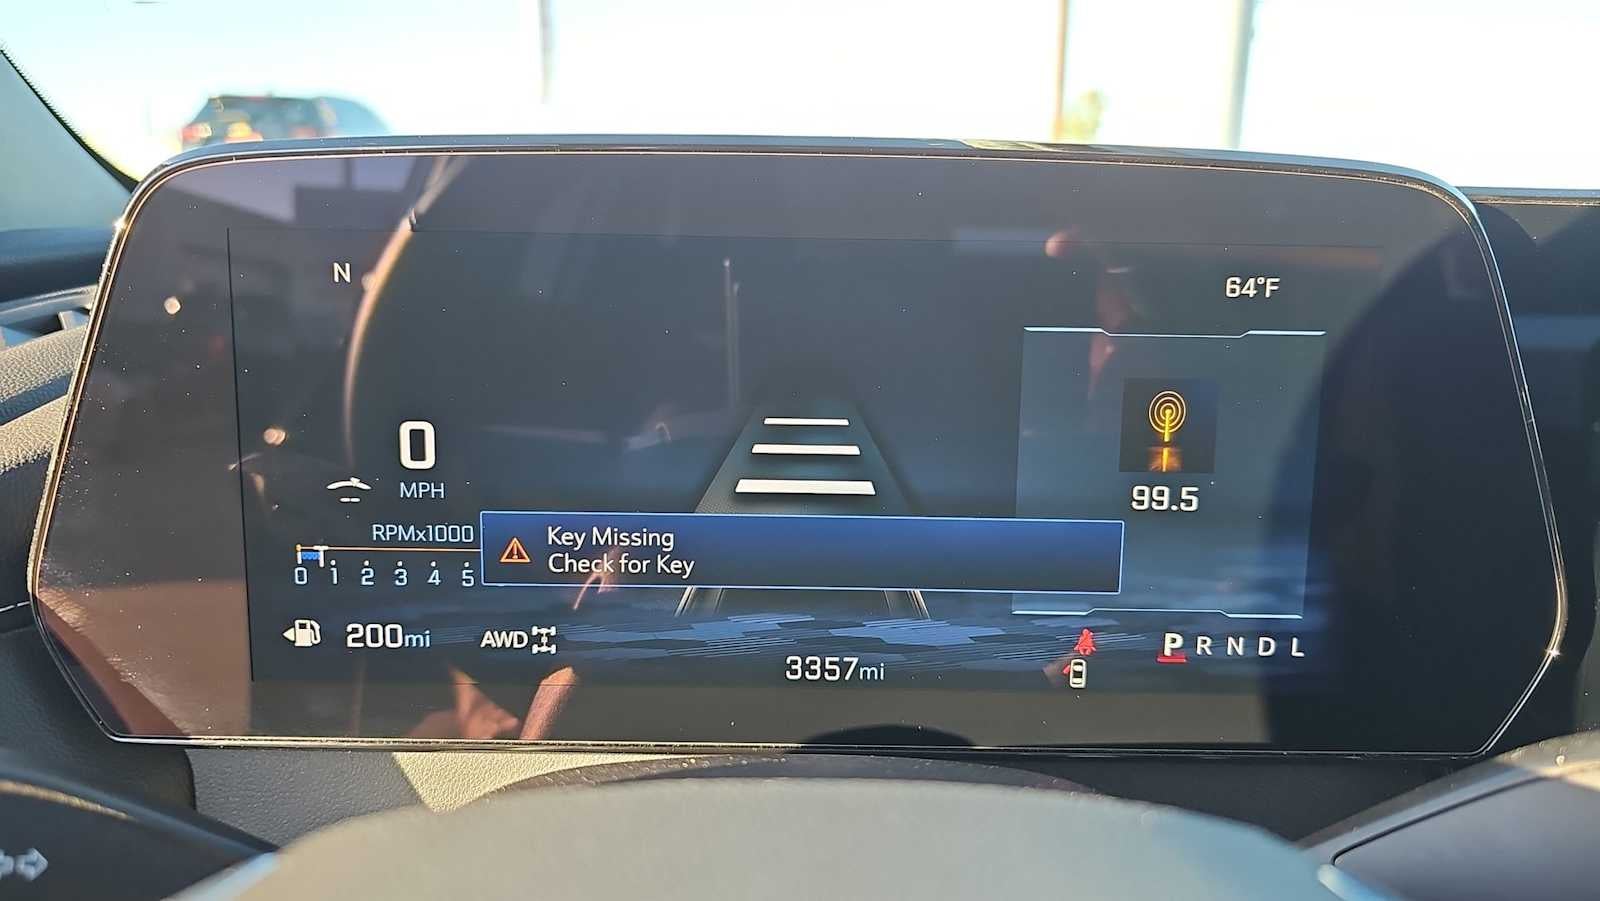 N
64°F
0
MPH
99.5
RPMx1000
Key Missing
Check for Key
0 1 2 3 4 5
200mi
AWD
P R N D L
3357mi